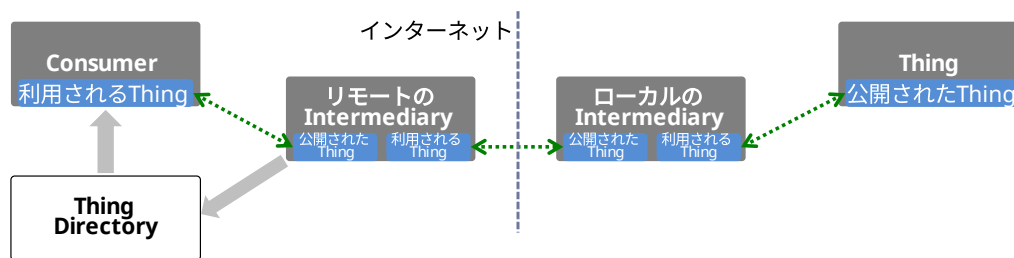 インターネット
Consumer
利用されるThing
リモートの
Intermediary
公開された
Thing
利用される
Thing
ローカルの
Intermediary
公開された
Thing
利用される
Thing
Thing
公開されたThing
Thing
Directory